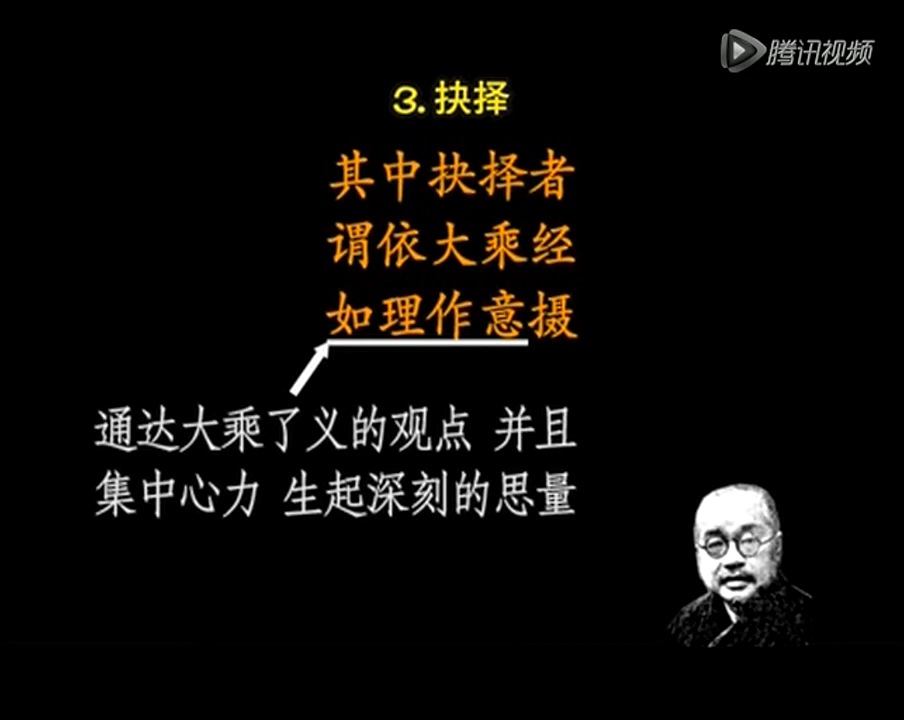 腾讯视频
3. 抉择
其中抉择者
谓依大乘经
如理作意摄
通达大乘了义的观点 并且
集中心力 生起深刻的思量